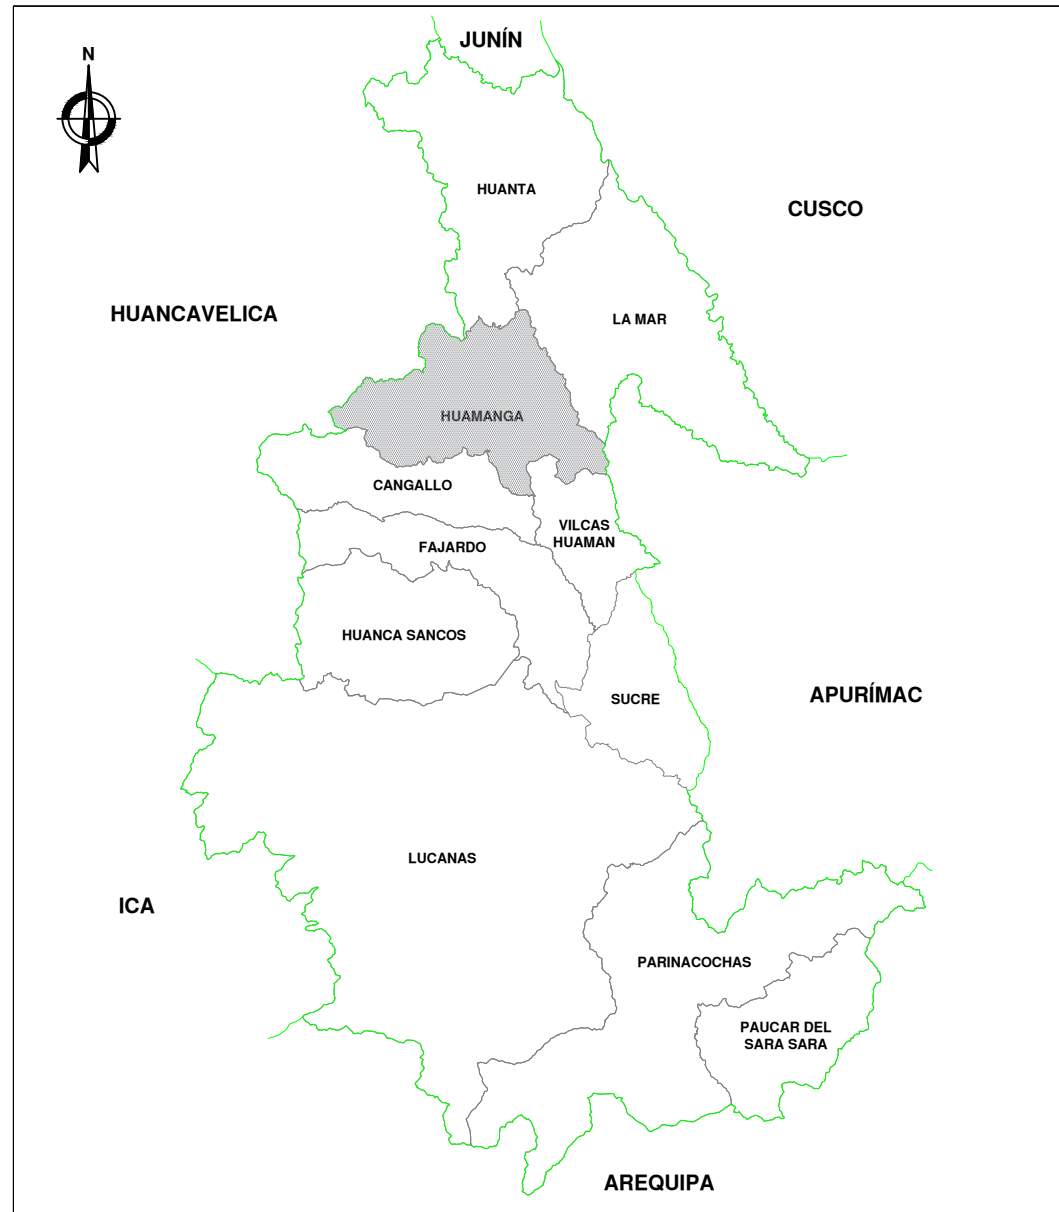 JUNÍN
N
HUANTA
CUSCO
HUANCAVELICA
LA MAR
HUAMANGA
CANGALLO
VILCAS
HUAMAN
FAJARDO
HUANCA SANCOS
APURÍMAC
SUCRE
LUCANAS
ICA
PARINACOCHAS
PAUCAR DEL
SARA SARA
AREQUIPA